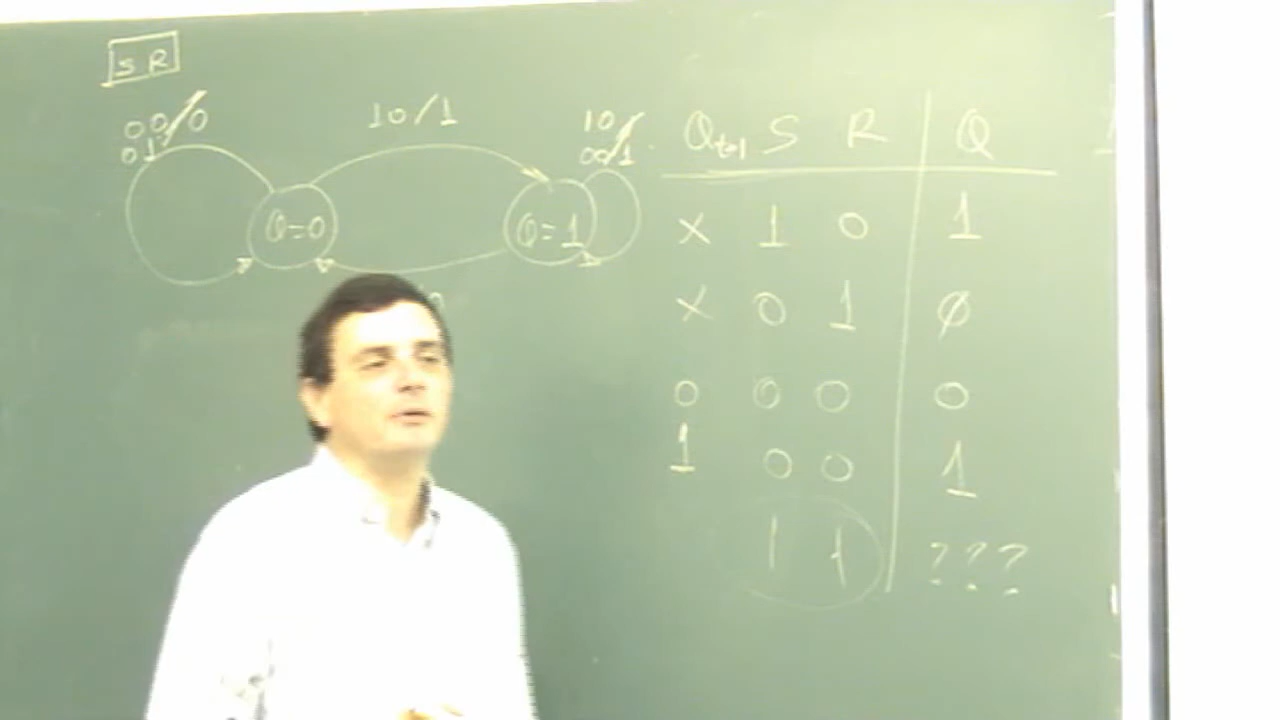 SR
00/0
01
10/1
10/
00/1
Q=0
Q=1
Qt-1 S R Q
x 1 0 1
x 0 1 0
0 0 0 0
1 0 0 1
1 1 ???